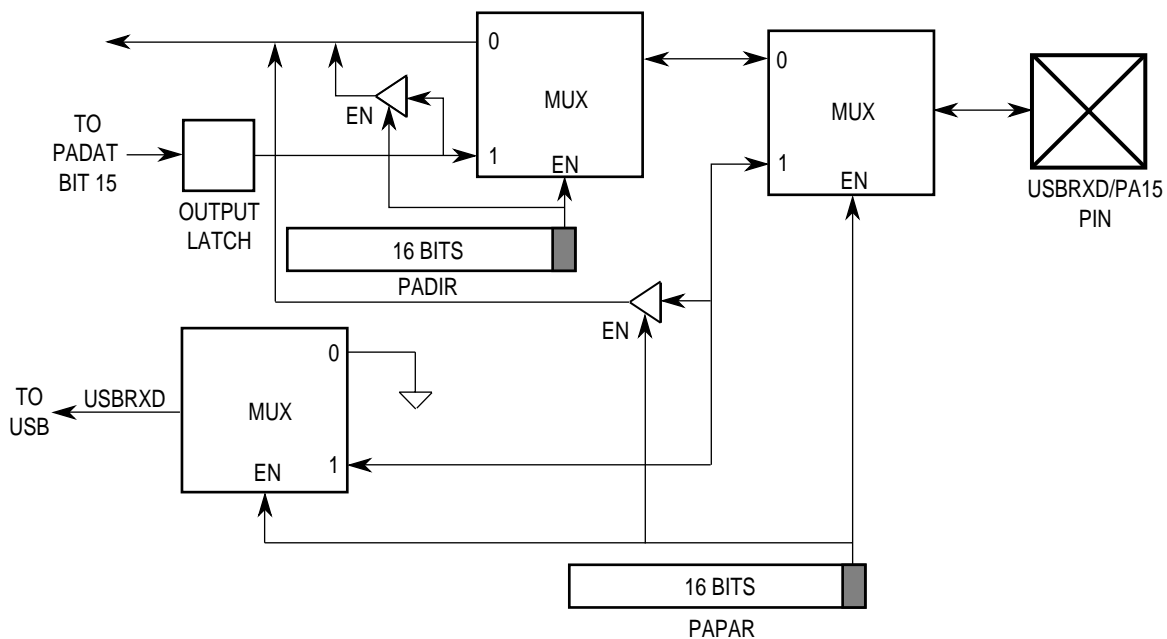 0
MUX
EN
1
EN
TO
PADAT
BIT 15
OUTPUT
LATCH
16 BITS
PADIR
0
MUX
1
EN
USBRXD/PA15
PIN
EN
0
MUX
EN
1
TO
USB
USBRXD
16 BITS
PAPAR